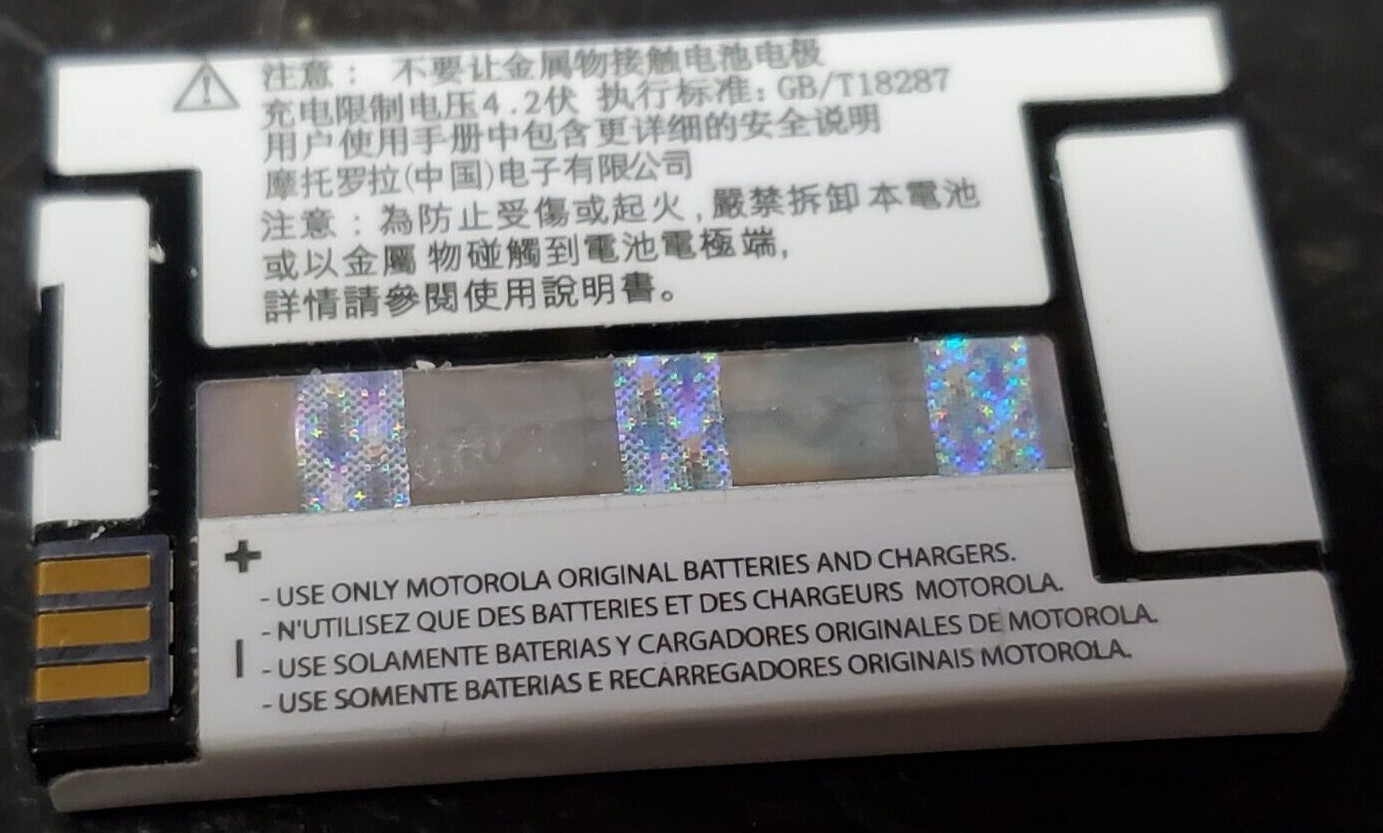 注意： 不要让金属物接触电池电极
充电限制电压4.2伏 执行标准: GB/T18287
用户使用手册中包含更详细的安全说明
摩托罗拉(中国)电子有限公司
注意：為防止受傷或起火,嚴禁拆卸本電池
或以金屬 物碰觸到電池電極端,
詳情請參閱使用說明書。
+
- USE ONLY MOTOROLA ORIGINAL BATTERIES AND CHARGERS.
- N'UTILISEZ QUE DES BATTERIES ET DES CHARGEURS MOTOROLA.
- USE SOLAMENTE BATERIAS Y CARGADORES ORIGINALES DE MOTOROLA.
- USE SOMENTE BATERIAS E RECARREGADORES ORIGINAIS MOTOROLA.